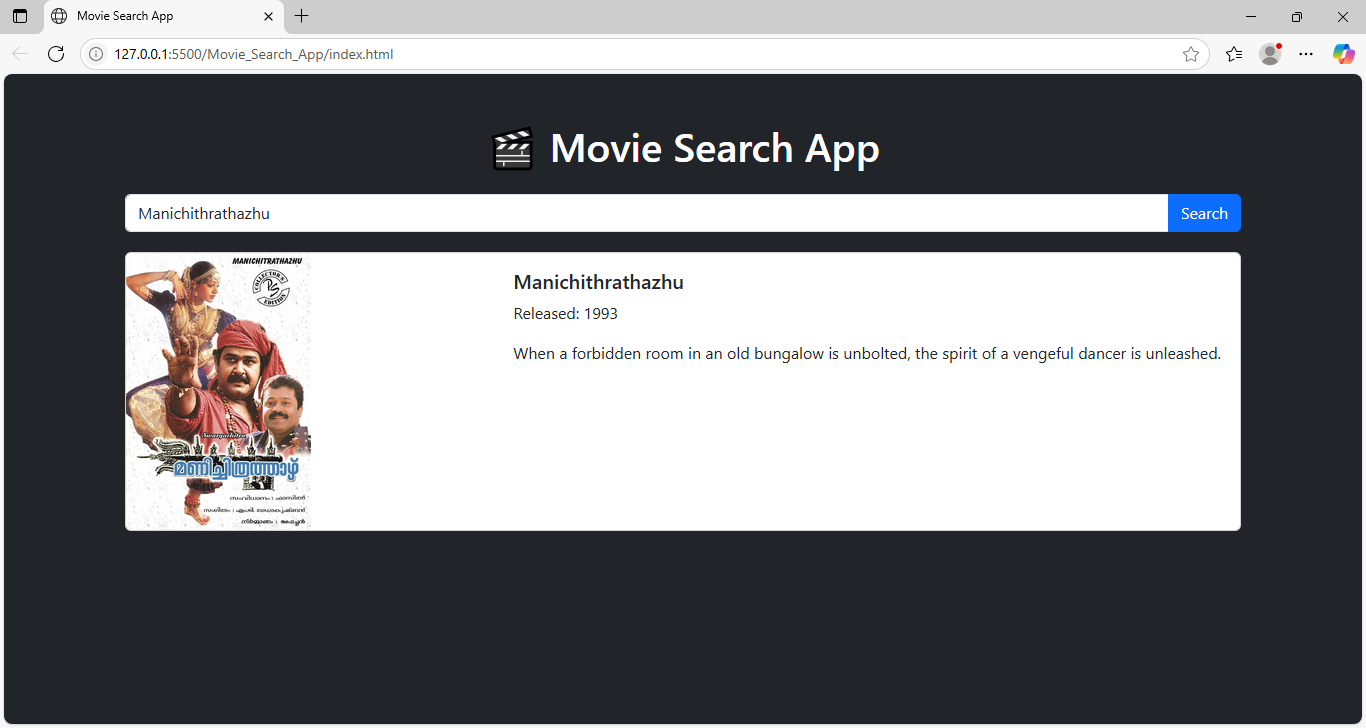 Movie Search App
127.0.0.1:5500/Movie_Search_App/index.html
🎬 Movie Search App
Manichithrathazhu
Search
MANICHITRATHAZHU
COLLECTOR'S
EDITION
Swargachitra
മണിച്ചിത്രത്താഴ്
സംവിധാനം : ഫാസിൽ
Manichithrathazhu
Released: 1993
When a forbidden room in an old bungalow is unbolted, the spirit of a vengeful dancer is unleashed.